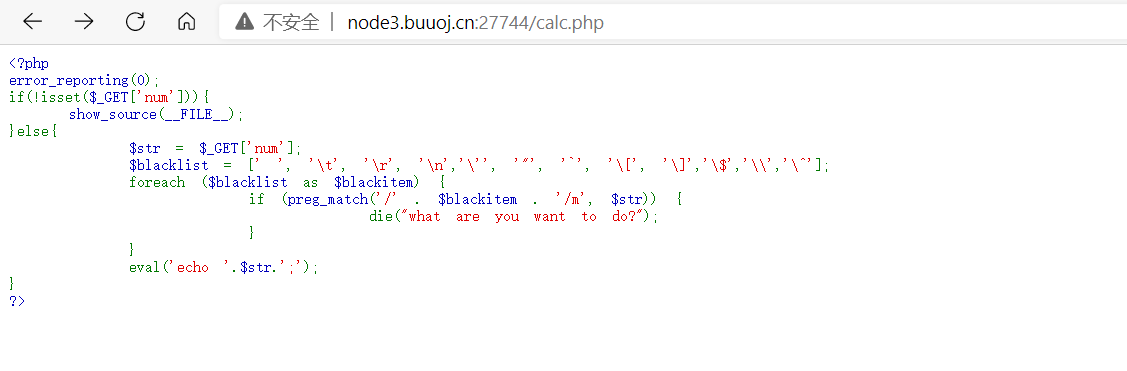 不安全 | node3.buuoj.cn:27744/calc.php
<?php
error_reporting(0);
if(!isset($_GET['num'])){
show_source(__FILE__);
}else{
$str = $_GET['num'];
$blacklist = [' ', '\t', '\r', '\n','\'', '"', '`', '\[', '\]','\$','\\','\^'];
foreach ($blacklist as $blackitem) {
if (preg_match('/' . $blackitem . '/m', $str)) {
die("what are you want to do?");
}
}
eval('echo '.$str.';');
}
?>